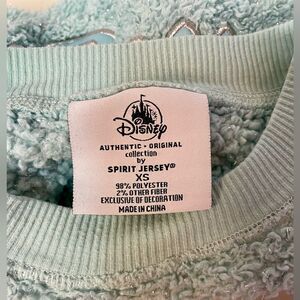 Disney
AUTHENTIC • ORIGINAL
collection
by
SPIRIT JERSEY®
XS
98% POLYESTER
2% OTHER FIBER
EXCLUSIVE OF DECORATION
MADE IN CHINA